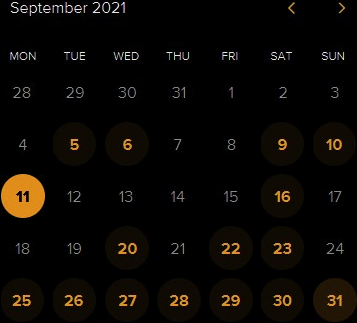 September 2021
MON TUE WED THU FRI SAT SUN
28 29 30 31 1 2 3
4 5 6 7 8 9 10
11 12 13 14 15 16 17
18 19 20 21 22 23 24
25 26 27 28 29 30 31